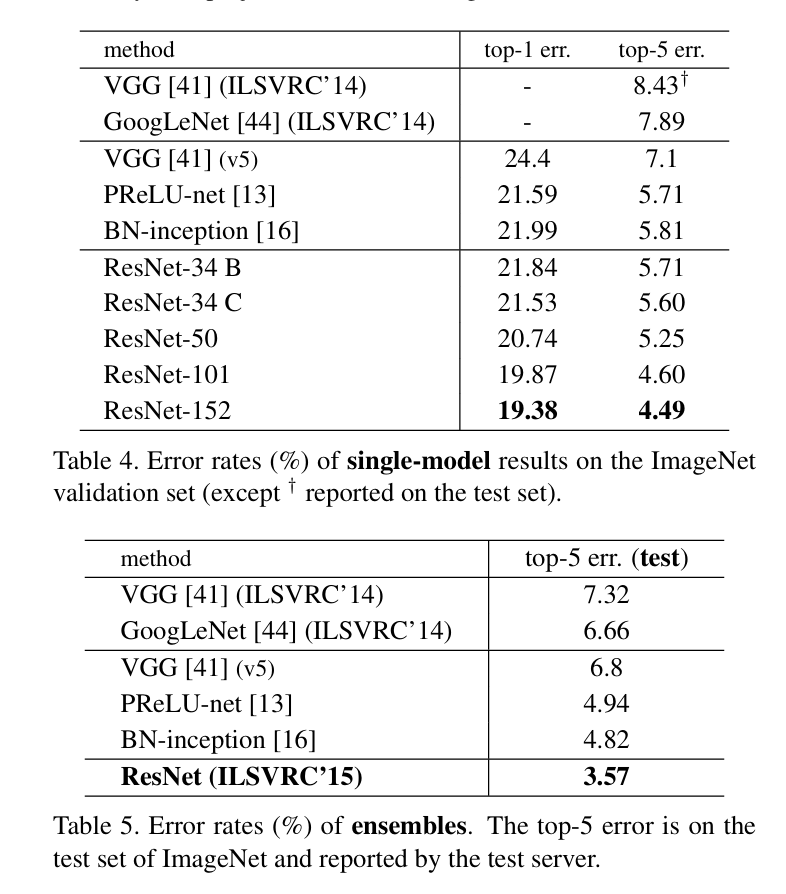 method top-1 err. top-5 err.
VGG [41] (ILSVRC’14) - 8.43†
GoogLeNet [44] (ILSVRC’14) - 7.89
VGG [41] (v5) 24.4 7.1
PReLU-net [13] 21.59 5.71
BN-inception [16] 21.99 5.81
ResNet-34 B 21.84 5.71
ResNet-34 C 21.53 5.60
ResNet-50 20.74 5.25
ResNet-101 19.87 4.60
ResNet-152 19.38 4.49
Table 4. Error rates (%) of single-model results on the ImageNet
validation set (except † reported on the test set).
method top-5 err. (test)
VGG [41] (ILSVRC’14) 7.32
GoogLeNet [44] (ILSVRC’14) 6.66
VGG [41] (v5) 6.8
PReLU-net [13] 4.94
BN-inception [16] 4.82
ResNet (ILSVRC’15) 3.57
Table 5. Error rates (%) of ensembles. The top-5 error is on the
test set of ImageNet and reported by the test server.